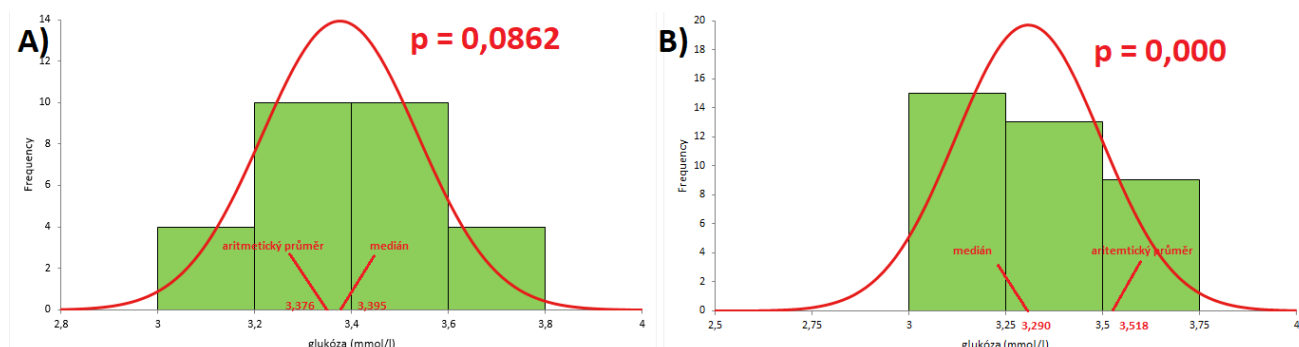 A)
p = 0,0862
14
12
10
8
6
4
2
0
Frequency
aritmetický průměr
medián
3,376
3,395
2,8 3 3,2 3,4 3,6 3,8 4
glukóza (mmol/l)
B)
p = 0,000
20
18
16
14
12
10
8
6
4
2
0
Frequency
medián
aritemtický průměr
2,5 2,75 3 3,25 3,290 3,5 3,518 3,75 4
glukóza (mmol/l)